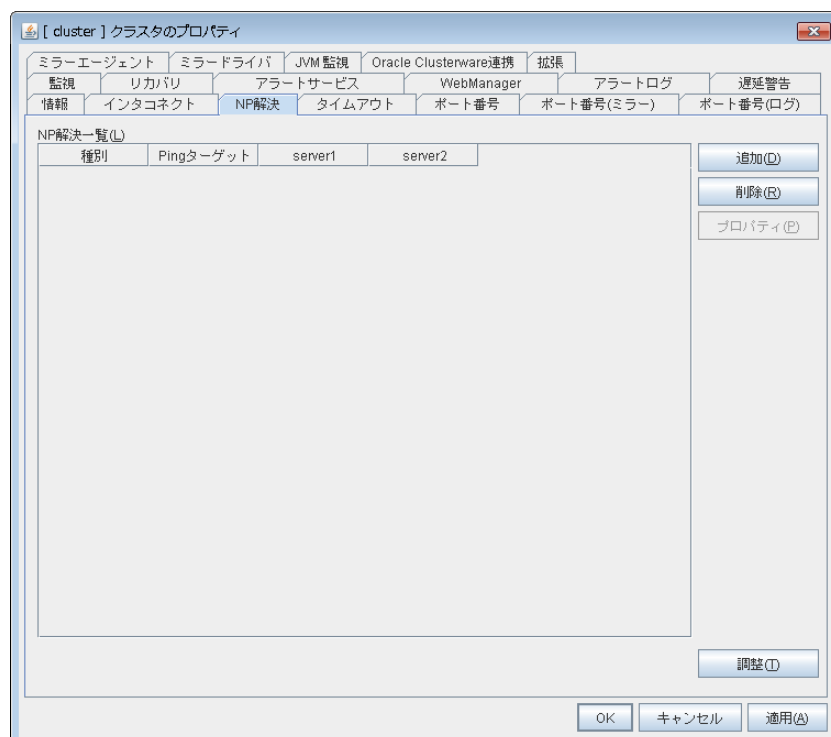 [ cluster ] クラスタのプロパティ
ミラーエージェント ミラードライバ JVM監視 Oracle Clusterware連携 拡張
監視 リカバリ アラートサービス WebManager アラートログ 遅延警告
情報 インタコネクト NP解決 タイムアウト ポート番号 ポート番号(ミラー) ポート番号(ログ)
NP解決一覧(L)
種別 Pingターゲット server1 server2
追加(D)
削除(R)
プロパティ(P)
調整(T)
OK キャンセル 適用(A)